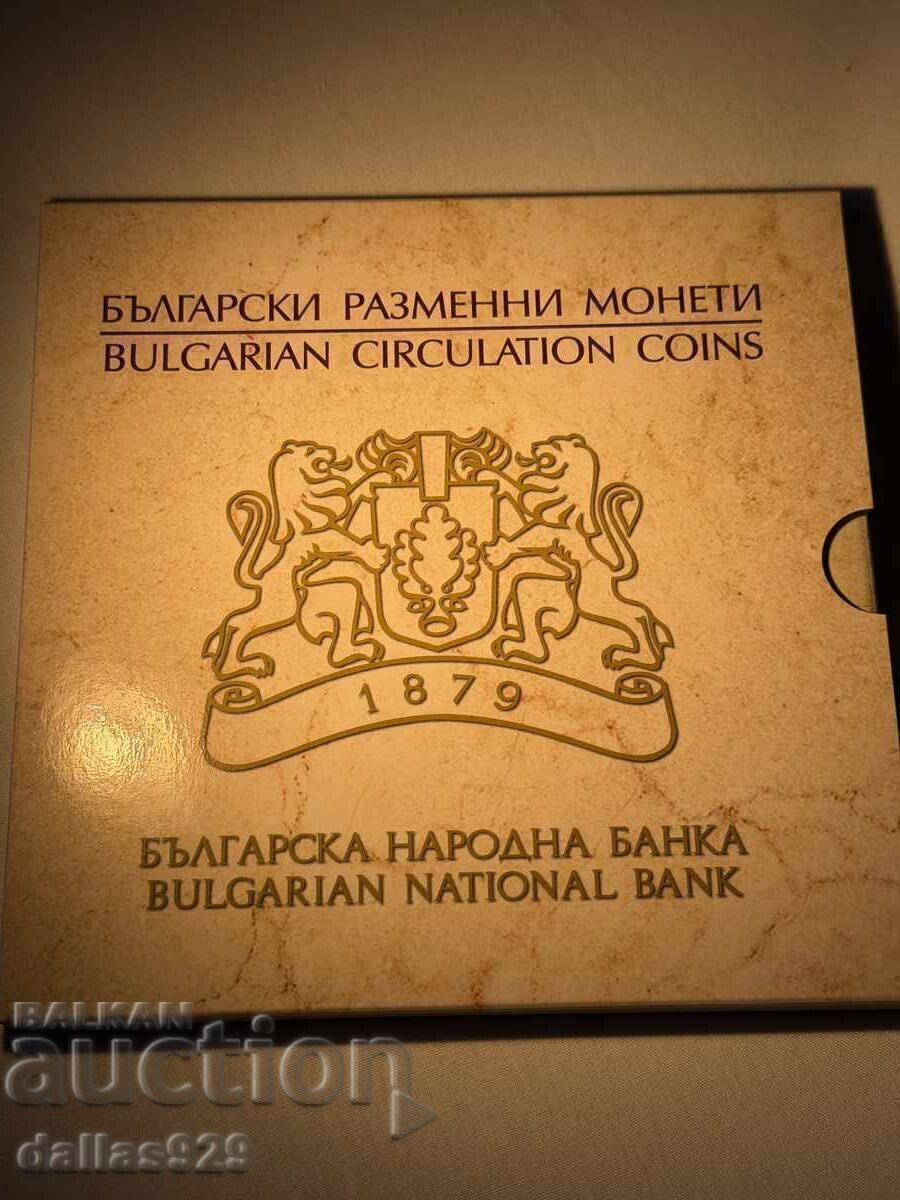 БЪЛГАРСКИ РАЗМЕННИ МОНЕТИ
BULGARIAN CIRCULATION COINS
1879
БЪЛГАРСКА НАРОДНА БАНКА
BULGARIAN NATIONAL BANK
BALKAN
auction
dallas929